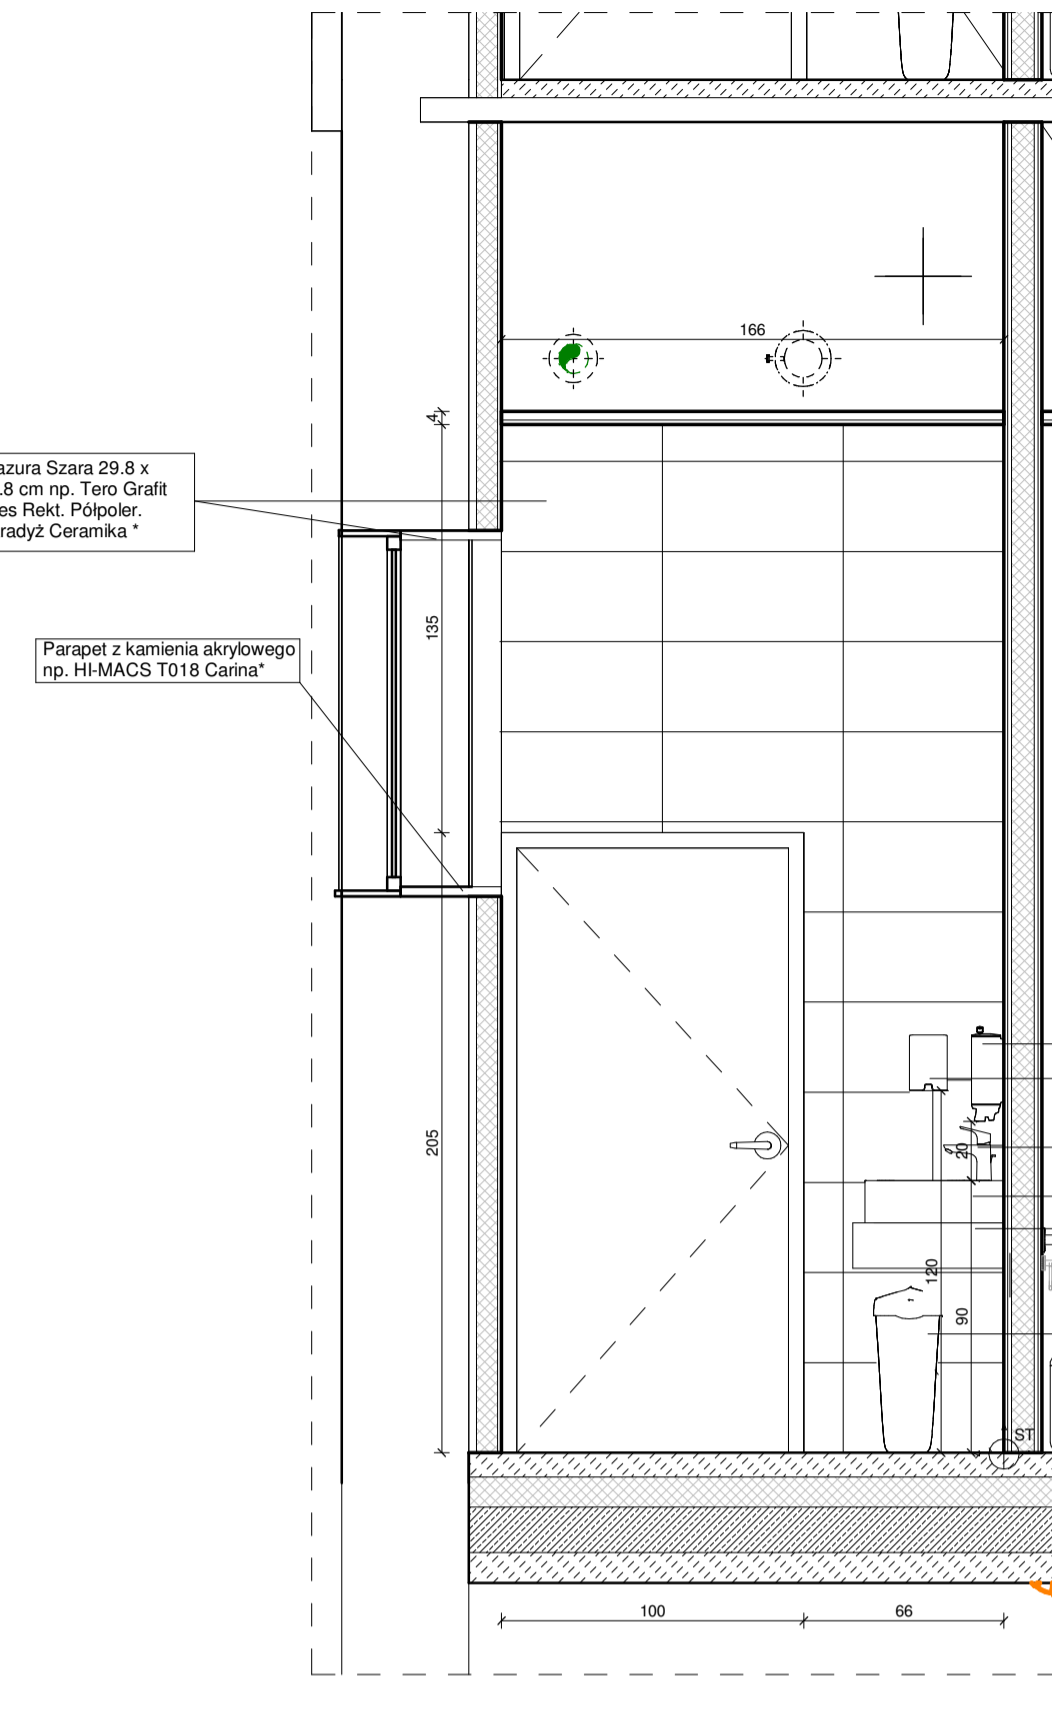 166
4
azura Szara 29.8 x
.8 cm np. Tero Grafit
es Rekt. Półpoler.
radyż Ceramika *
135
Parapet z kamienia akrylowego
np. HI-MACS T018 Carina*
205
20
120
90
ST
100
66